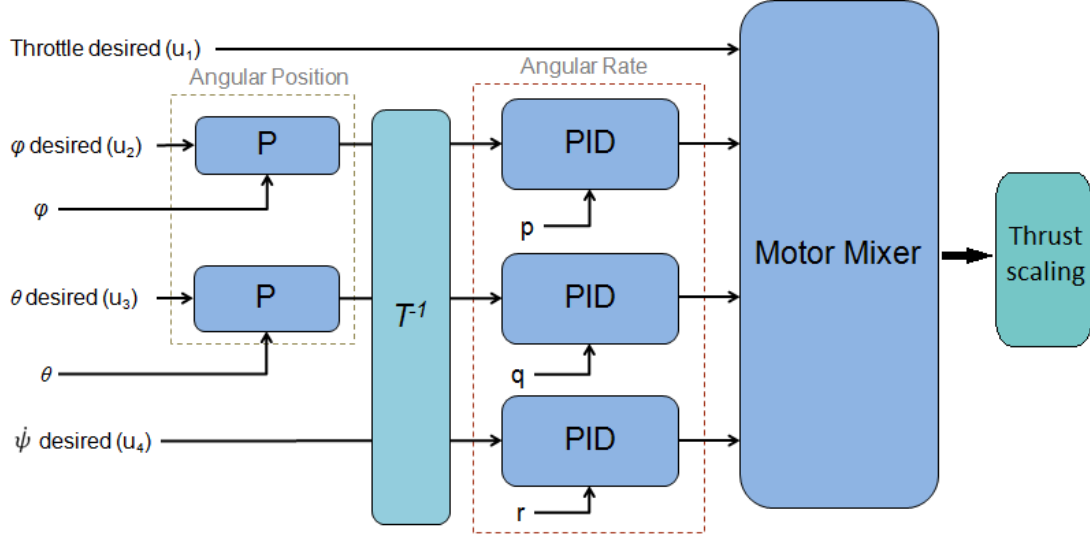 Throttle desired (u₁)
Angular Position
Angular Rate
φ desired (u₂)
P
PID
φ
p
Motor Mixer
Thrust
scaling
θ desired (u₃)
P
T⁻¹
PID
θ
q
ψ̇ desired (u₄)
PID
r